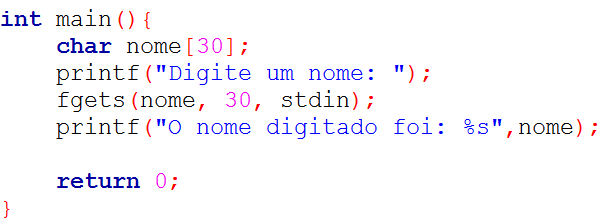 int main(){
    char nome[30];
    printf("Digite um nome: ");
    fgets(nome, 30, stdin);
    printf("O nome digitado foi: %s",nome);
    return 0;
}